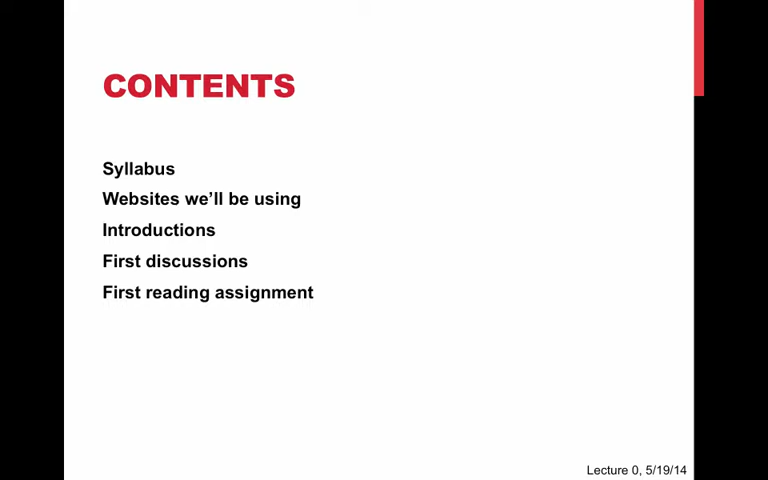 CONTENTS
Syllabus
Websites we’ll be using
Introductions
First discussions
First reading assignment
Lecture 0, 5/19/14